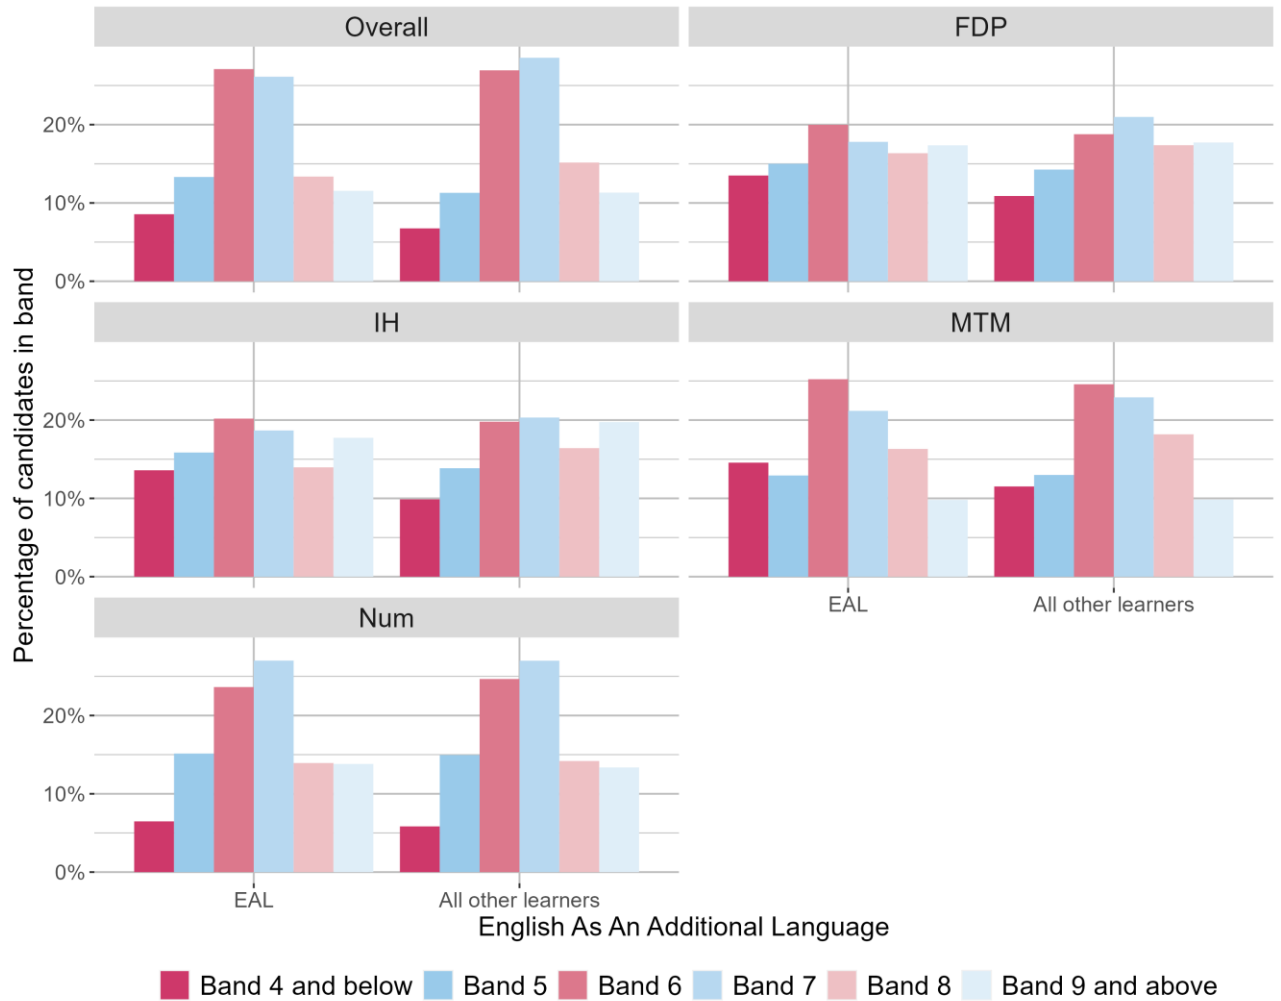 Overall
FDP
20%
10%
0%
IH
MTM
20%
10%
0%
EAL
All other learners
Num
20%
10%
0%
EAL
All other learners
Percentage of candidates in band
English As An Additional Language
Band 4 and below
Band 5
Band 6
Band 7
Band 8
Band 9 and above